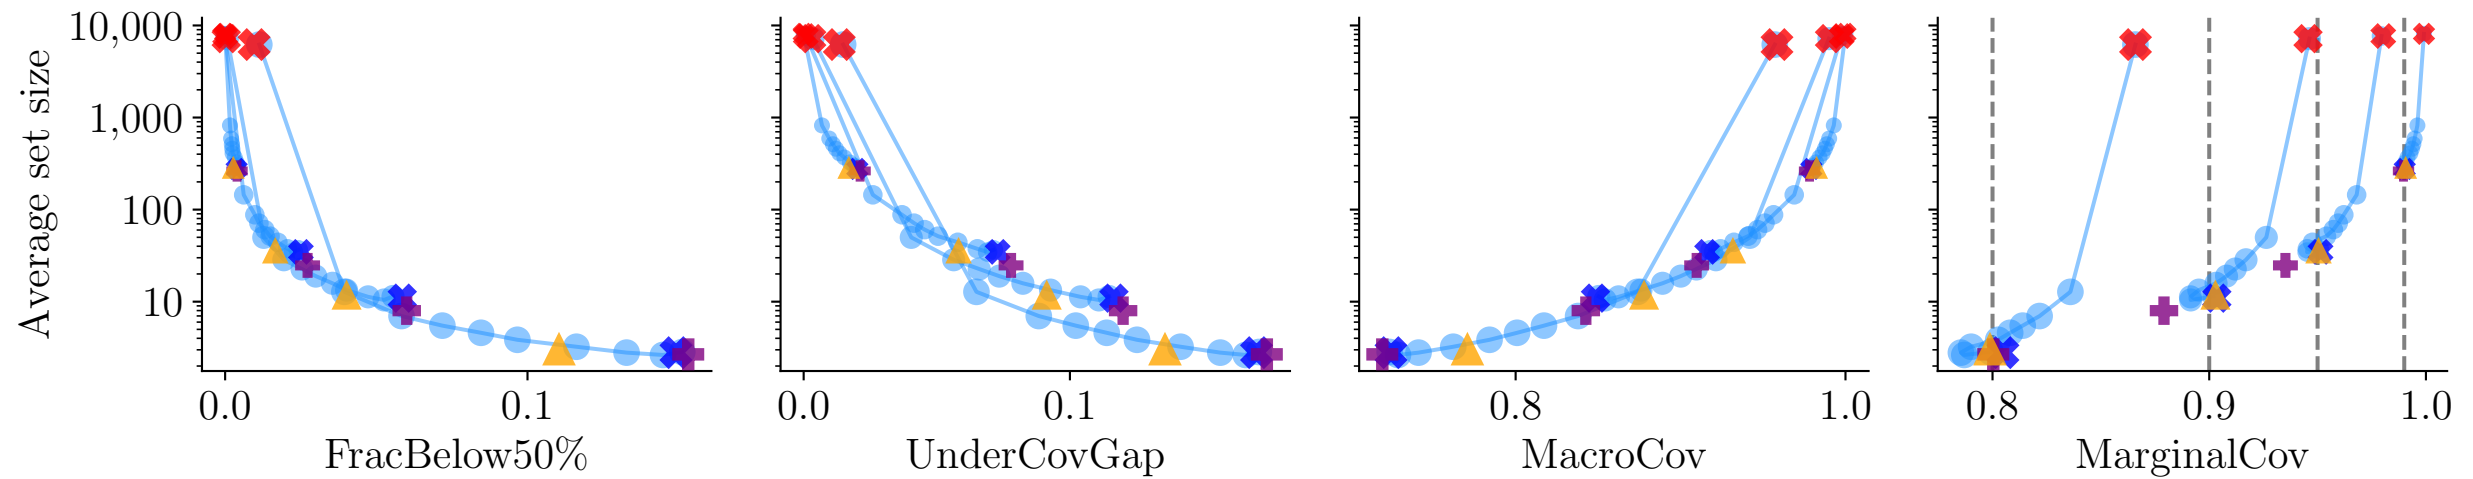 Average set size
10,000
1,000
100
10
0.0 0.1
FracBelow50%
0.0 0.1
UnderCovGap
0.8 1.0
MacroCov
0.8 0.9 1.0
MarginalCov